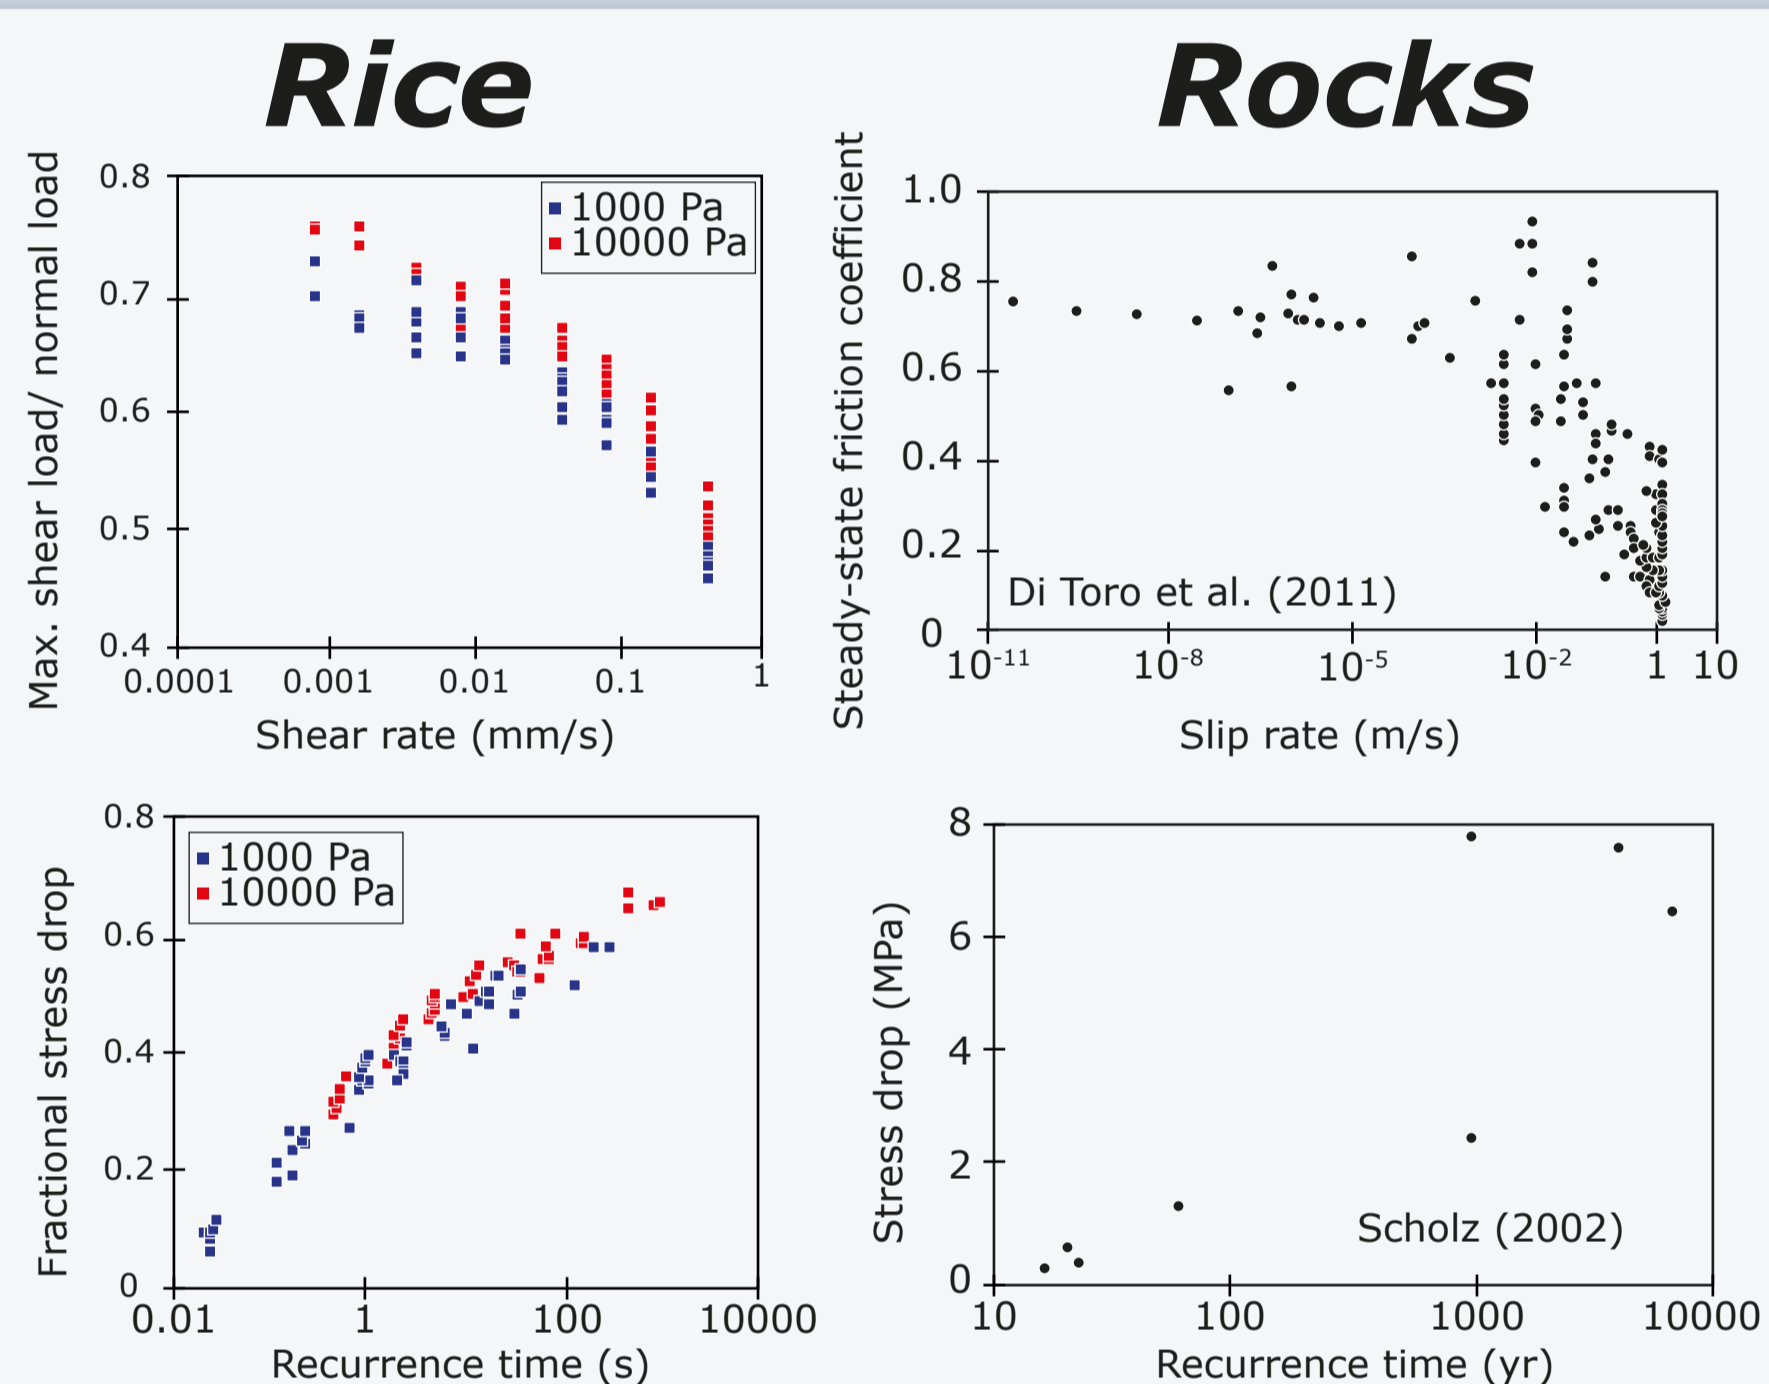 Rice
Rocks
Max. shear load/ normal load
0.8
0.7
0.6
0.5
0.4
1000 Pa
10000 Pa
0.0001 0.001 0.01 0.1 1
Shear rate (mm/s)
Steady-state friction coefficient
1.0
0.8
0.6
0.4
0.2
0
Di Toro et al. (2011)
10-11 10-8 10-5 10-2 1 10
Slip rate (m/s)
Fractional stress drop
0.8
0.6
0.4
0.2
0
1000 Pa
10000 Pa
0.01 1 100 10000
Recurrence time (s)
Stress drop (MPa)
8
6
4
2
0
Scholz (2002)
10 100 1000 10000
Recurrence time (yr)